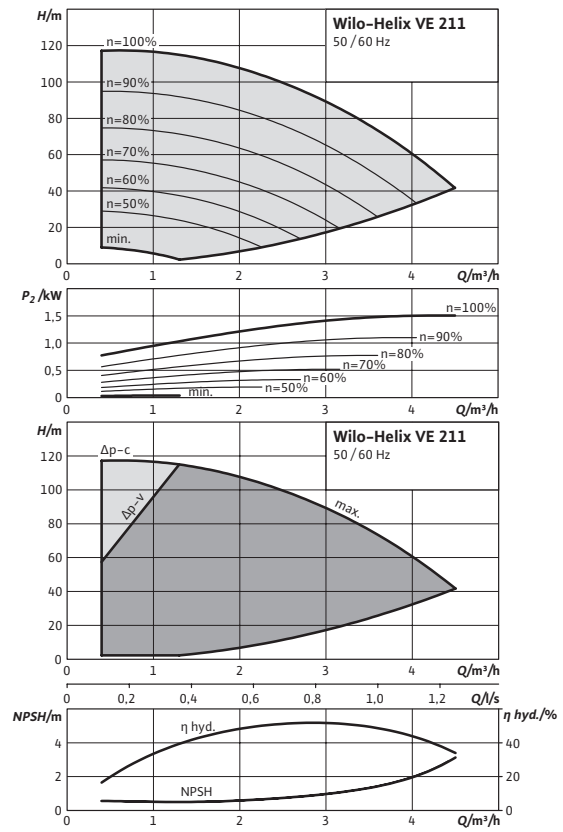 H/m
Wilo-Helix VE 211
50 / 60 Hz
120
n=100%
100
n=90%
80
n=80%
60
n=70%
40
n=60%
n=50%
20
min.
0
0 1 2 3 4 Q/m³/h
P₂/kW
1,5
n=100%
1,0
n=90%
n=80%
0,5
n=70%
n=60%
n=50%
min.
0
0 1 2 3 4 Q/m³/h
H/m
Wilo-Helix VE 211
50 / 60 Hz
Δp-c
120
100
Δp-v
max.
80
60
40
20
0
0 1 2 3 4 Q/m³/h
0 0,2 0,4 0,6 0,8 1,0 1,2 Q/l/s
NPSH/m
η hyd./%
η hyd.
4 40
2 20
NPSH
0 0
0 1 2 3 4 Q/m³/h